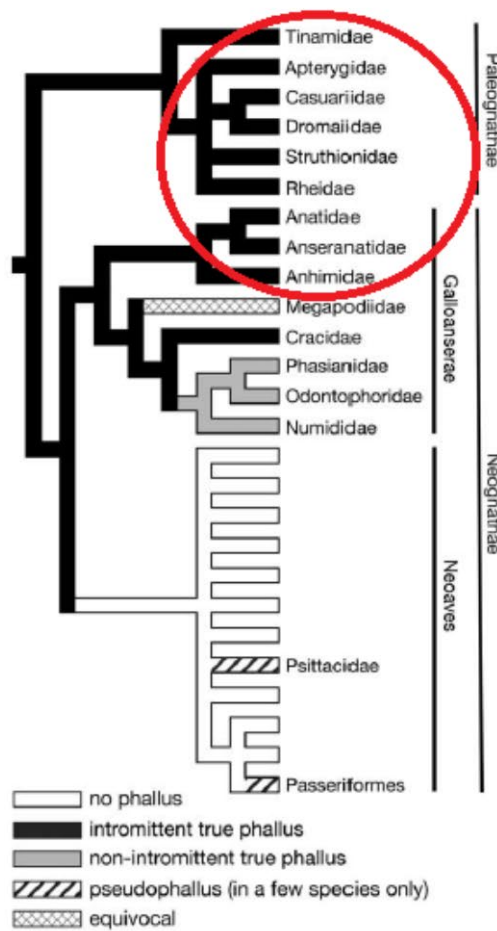 Tinamidae
Apterygidae
Casuariidae
Dromaiidae
Struthionidae
Rheidae
Paleognathae
Anatidae
Anseranatidae
Anhimidae
Megapodiidae
Cracidae
Phasianidae
Odontophoridae
Numididae
Galloanserae
Neognathae
Neoaves
Psittacidae
Passeriformes
no phallus
intromittent true phallus
non-intromittent true phallus
pseudophallus (in a few species only)
equivocal